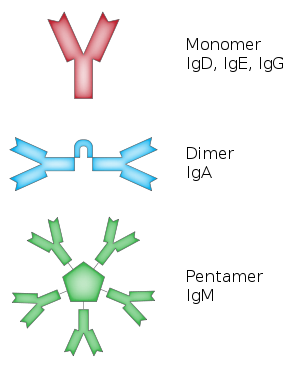 Monomer
IgD, IgE, IgG
Dimer
IgA
Pentamer
IgM